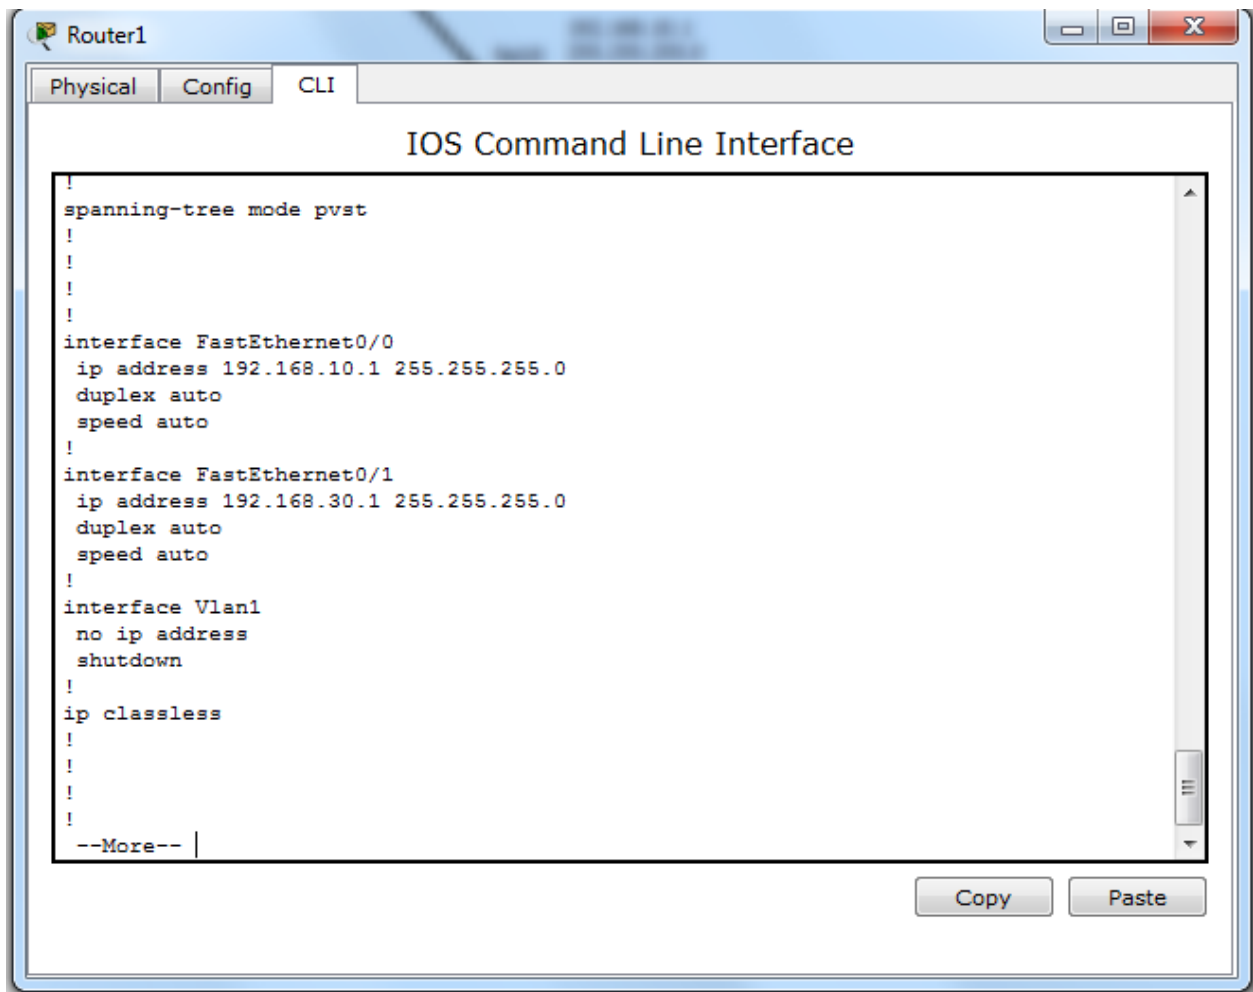 Router1
Physical Config CLI
IOS Command Line Interface
!
spanning-tree mode pvst
!
!
!
!
interface FastEthernet0/0
 ip address 192.168.10.1 255.255.255.0
 duplex auto
 speed auto
!
interface FastEthernet0/1
 ip address 192.168.30.1 255.255.255.0
 duplex auto
 speed auto
!
interface Vlan1
 no ip address
 shutdown
!
ip classless
!
!
!
!
 --More--
Copy Paste